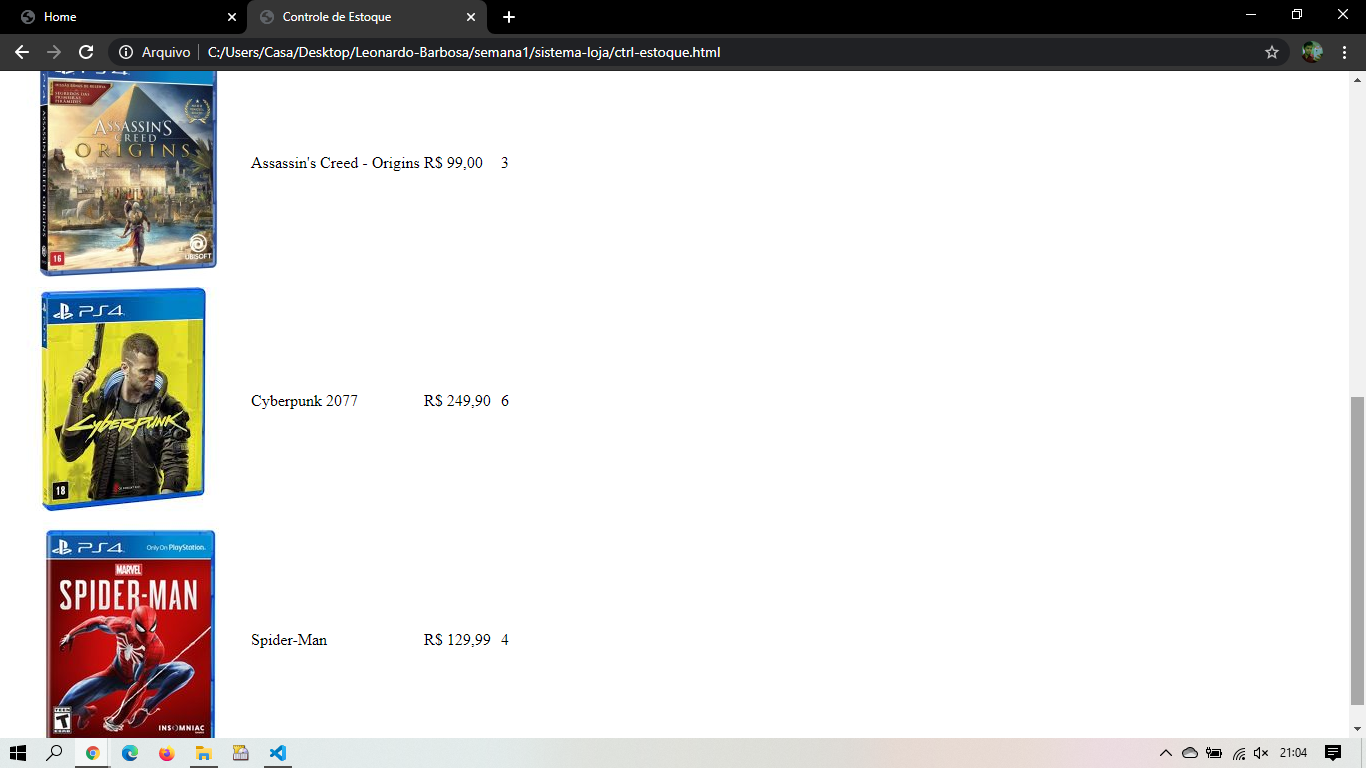 Home
Controle de Estoque
Arquivo
C:/Users/Casa/Desktop/Leonardo-Barbosa/semana1/sistema-loja/ctrl-estoque.html
PS4
ASSASSIN'S
CREED
ORIGINS
16
UBISOFT
Assassin's Creed - Origins R$ 99,00 3
PS4
CYBERPUNK
18
Cyberpunk 2077 R$ 249,90 6
PS4
Only On PlayStation.
MARVEL
SPIDER-MAN
T
INSOMNIAC
Spider-Man R$ 129,99 4
21:04